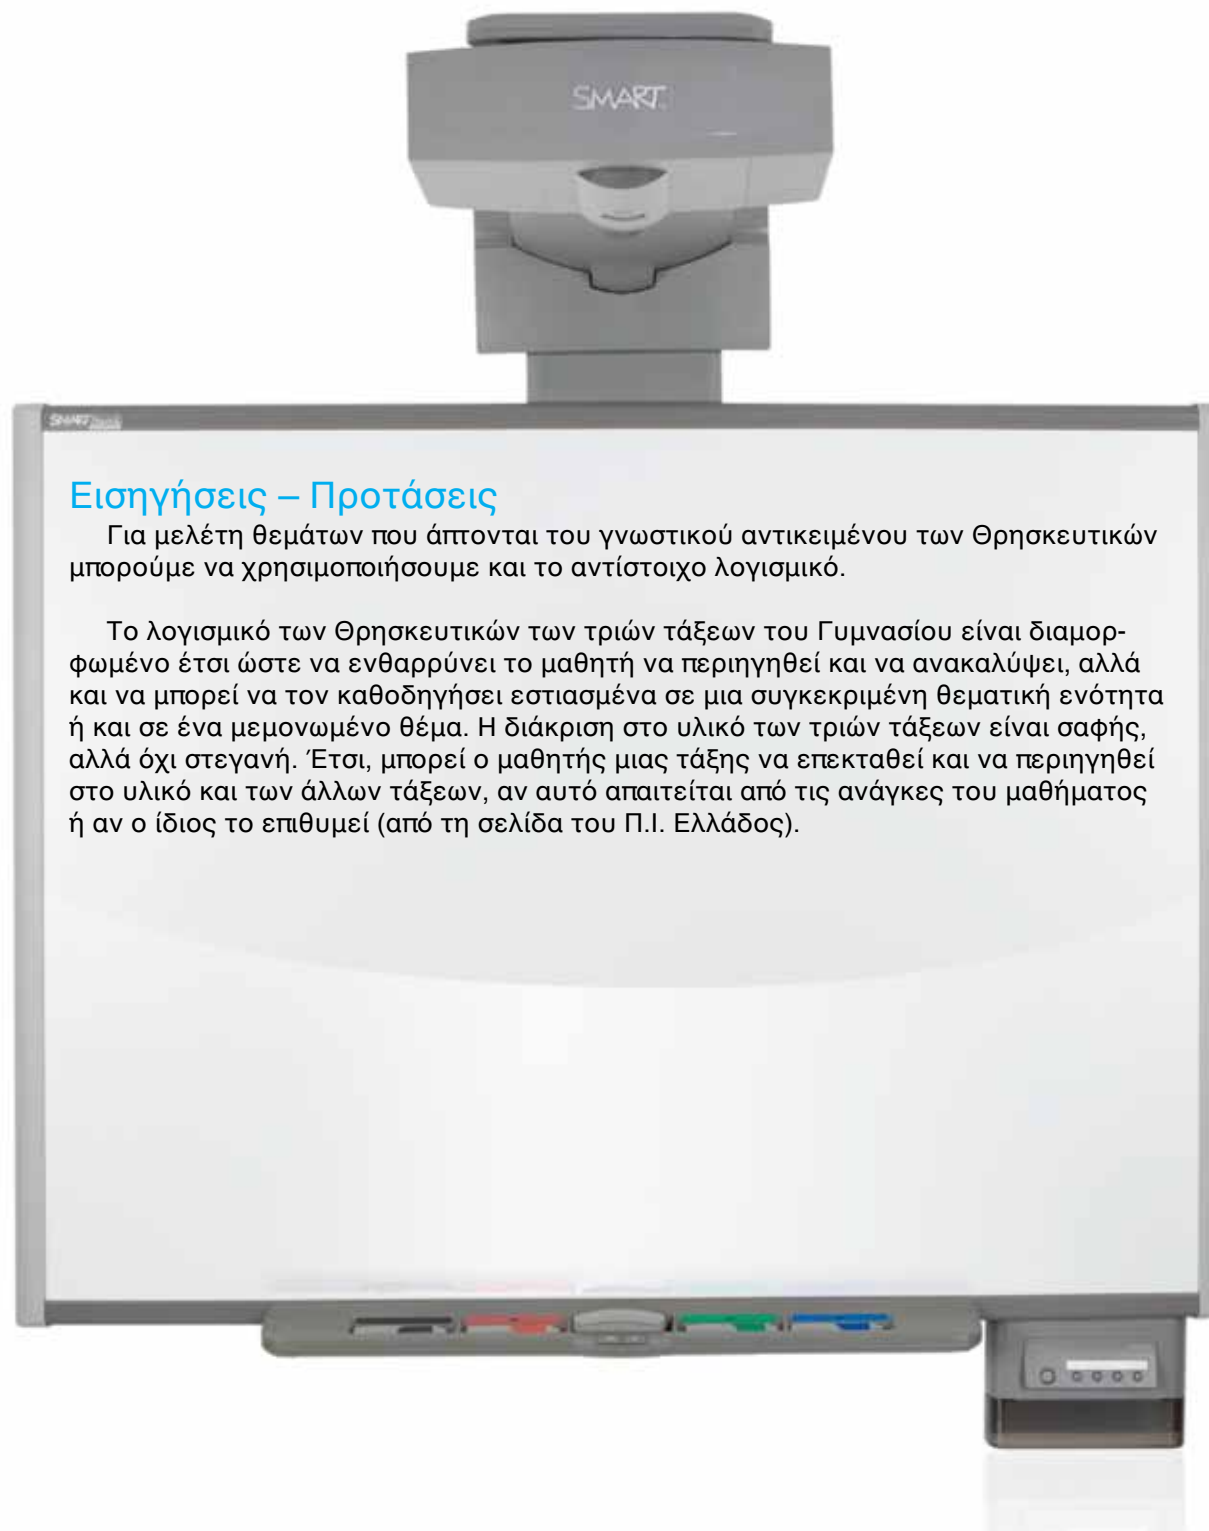 SMART
SMART Board
Εισηγήσεις – Προτάσεις
Για μελέτη θεμάτων που άπτονται του γνωστικού αντικειμένου των Θρησκευτικών
μπορούμε να χρησιμοποιήσουμε και το αντίστοιχο λογισμικό.
Το λογισμικό των Θρησκευτικών των τριών τάξεων του Γυμνασίου είναι διαμορ-
φωμένο έτσι ώστε να ενθαρρύνει το μαθητή να περιηγηθεί και να ανακαλύψει, αλλά
και να μπορεί να τον καθοδηγήσει εστιασμένα σε μια συγκεκριμένη θεματική ενότητα
ή και σε ένα μεμονωμένο θέμα. Η διάκριση στο υλικό των τριών τάξεων είναι σαφής,
αλλά όχι στεγανή. Έτσι, μπορεί ο μαθητής μιας τάξης να επεκταθεί και να περιηγηθεί
στο υλικό και των άλλων τάξεων, αν αυτό απαιτείται από τις ανάγκες του μαθήματος
ή αν ο ίδιος το επιθυμεί (από τη σελίδα του Π.Ι. Ελλάδος).